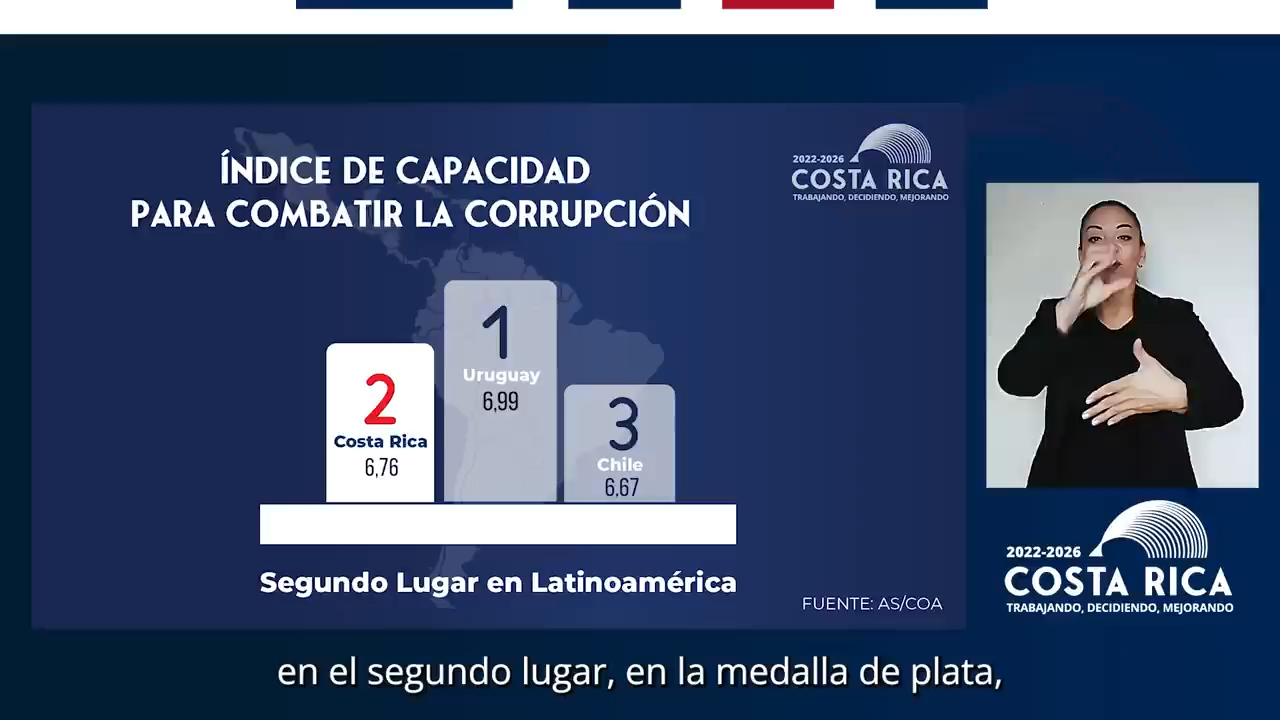 ÍNDICE DE CAPACIDAD
PARA COMBATIR LA CORRUPCIÓN
2022-2026
COSTA RICA
TRABAJANDO, DECIDIENDO, MEJORANDO
1
Uruguay
6,99
2
Costa Rica
6,76
3
Chile
6,67
Segundo Lugar en Latinoamérica
FUENTE: AS/COA
2022-2026
COSTA RICA
TRABAJANDO, DECIDIENDO, MEJORANDO
en el segundo lugar, en la medalla de plata,